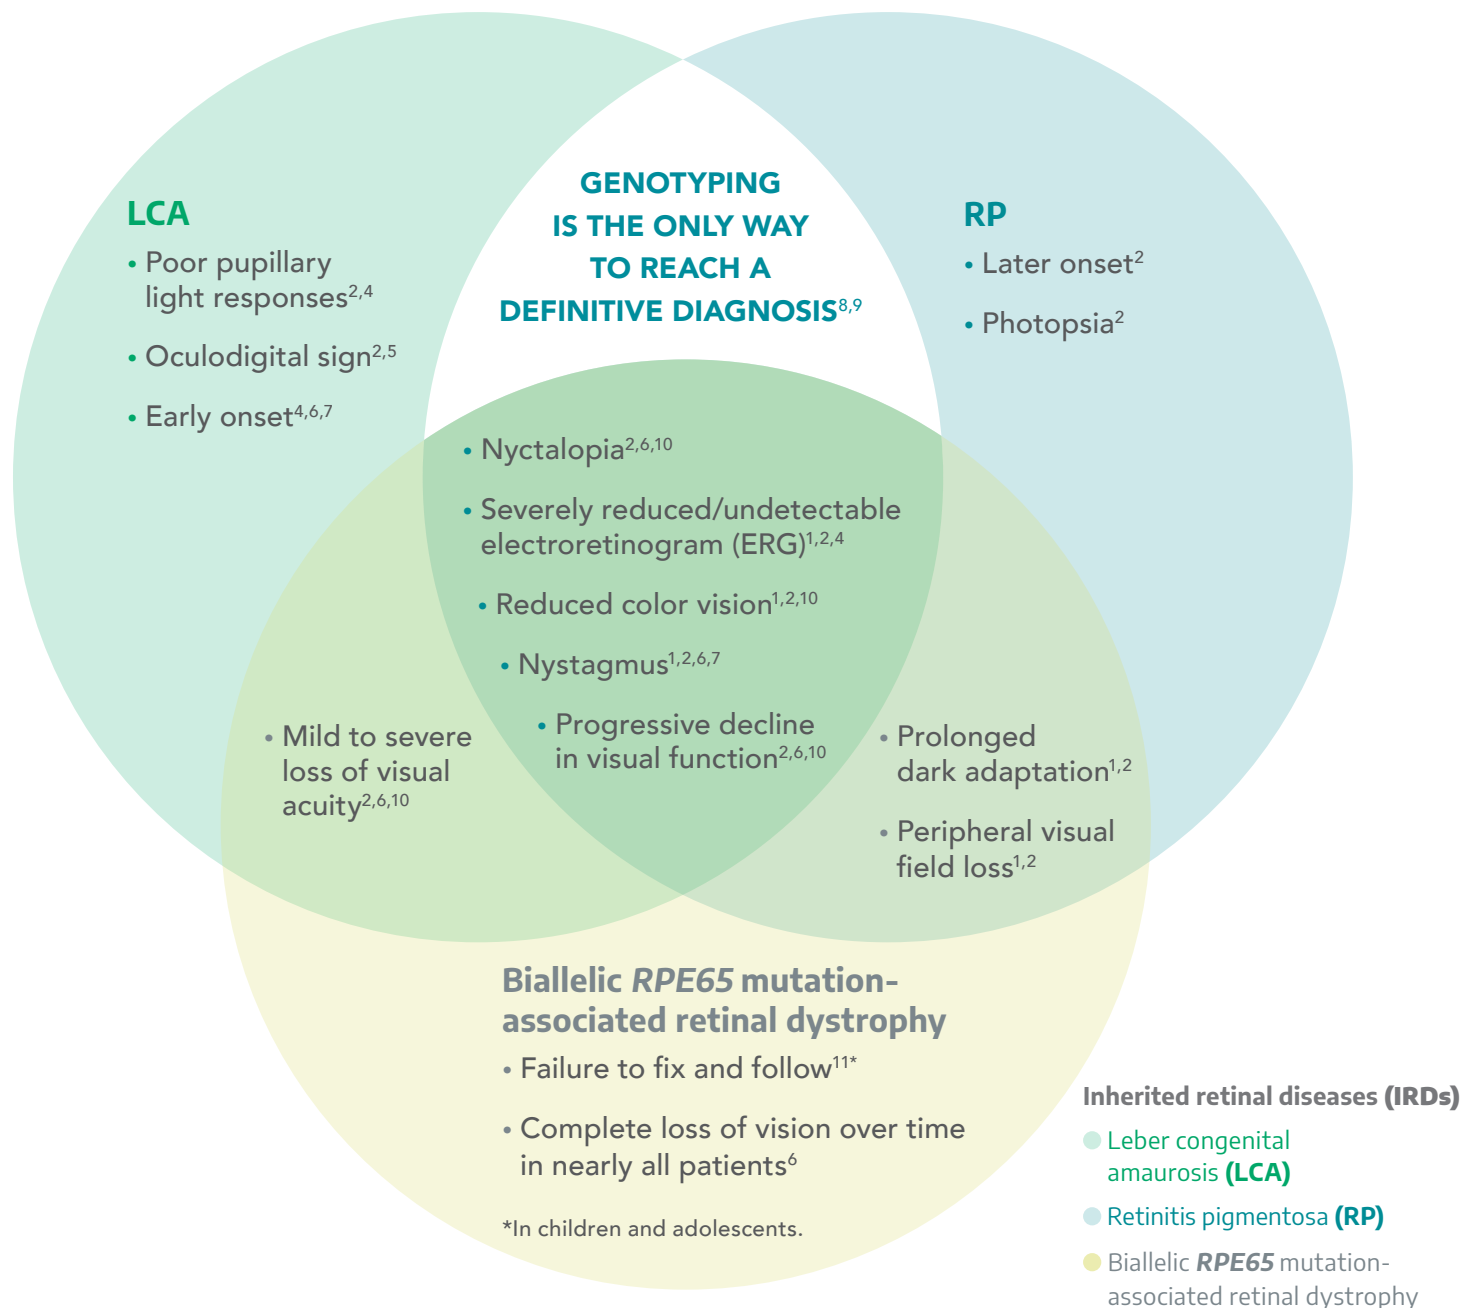 GENOTYPING
IS THE ONLY WAY
TO REACH A
DEFINITIVE DIAGNOSIS8,9
LCA
• Poor pupillary
light responses2,4
• Oculodigital sign2,5
• Early onset4,6,7
RP
• Later onset2
• Photopsia2
• Nyctalopia2,6,10
• Severely reduced/undetectable
electroretinogram (ERG)1,2,4
• Reduced color vision1,2,10
• Nystagmus1,2,6,7
• Progressive decline
in visual function2,6,10
• Mild to severe
loss of visual
acuity2,6,10
• Prolonged
dark adaptation1,2
• Peripheral visual
field loss1,2
Biallelic RPE65 mutation-
associated retinal dystrophy
• Failure to fix and follow11*
• Complete loss of vision over time
in nearly all patients6
*In children and adolescents.
Inherited retinal diseases (IRDs)
Leber congenital
amaurosis (LCA)
Retinitis pigmentosa (RP)
Biallelic RPE65 mutation-
associated retinal dystrophy